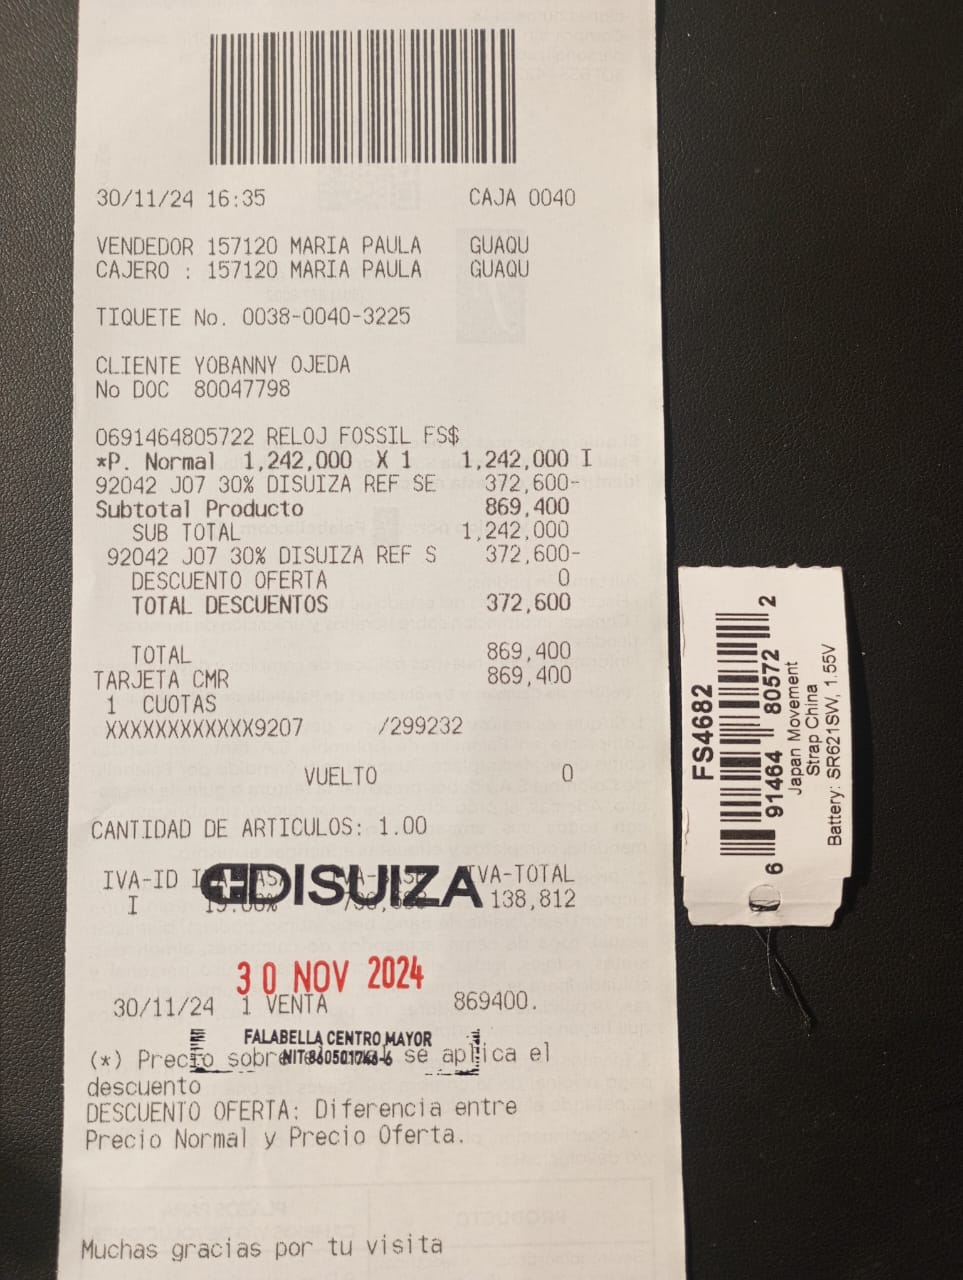 30/11/24 16:35 CAJA 0040
VENDEDOR 157120 MARIA PAULA GUAQU
CAJERO : 157120 MARIA PAULA GUAQU
TIQUETE No. 0038-0040-3225
CLIENTE YOBANNY OJEDA
No DOC 80047798
0691464805722 RELOJ FOSSIL FS$
*P. Normal 1,242,000 X 1 1,242,000 I
92042 J07 30% DISUIZA REF SE 372,600-
Subtotal Producto 869,400
SUB TOTAL 1,242,000
92042 J07 30% DISUIZA REF S 372,600-
DESCUENTO OFERTA 0
TOTAL DESCUENTOS 372,600
TOTAL 869,400
TARJETA CMR 869,400
1 CUOTAS
XXXXXXXXXXXX9207 /299232
VUELTO 0
CANTIDAD DE ARTICULOS: 1.00
IVA-ID IVA-TOTAL
DISUIZA
I 138,812
30 NOV 2024
30/11/24 1 VENTA 869400.
FALABELLA CENTRO MAYOR
(*) Precio sobre se aplica el
descuento
DESCUENTO OFERTA: Diferencia entre
Precio Normal y Precio Oferta.
Muchas gracias por tu visita
FS4682
6 91464 80572 2
Japan Movement
Strap China
Battery: SR621SW, 1.55V